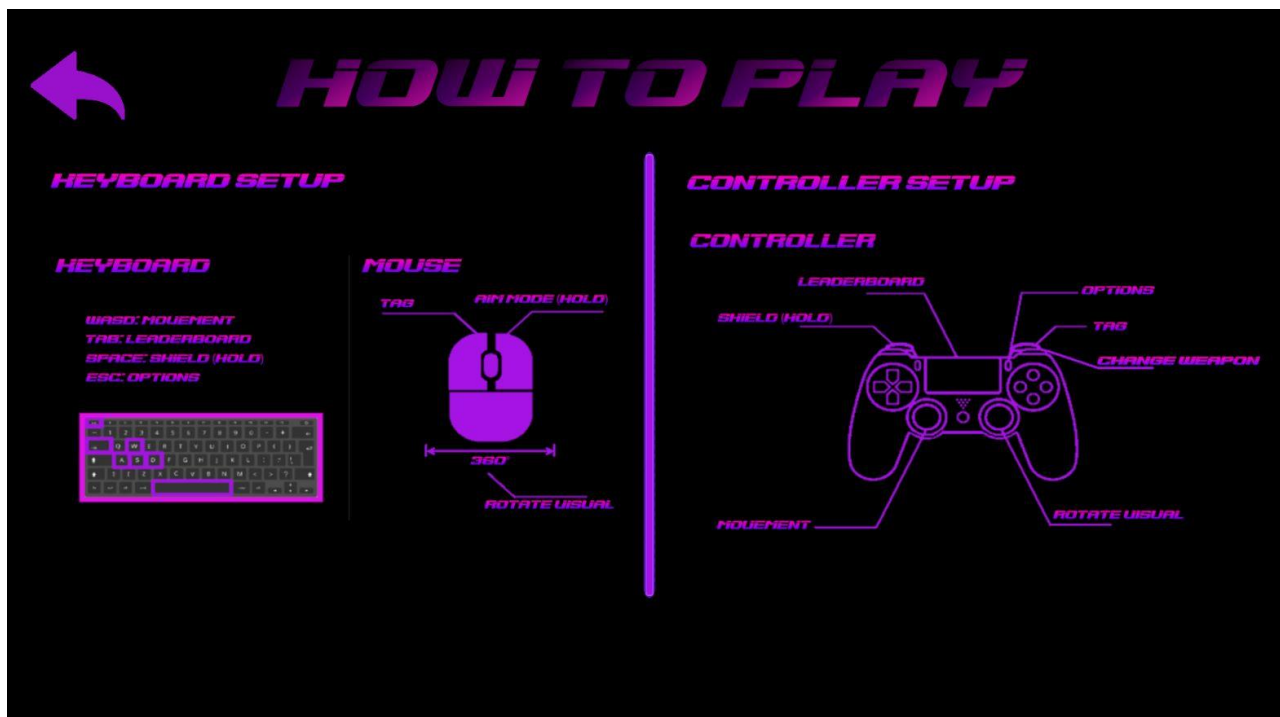 HOW TO PLAY
KEYBOARD SETUP
KEYBOARD
WASD: MOVEMENT
TAB: LEADERBOARD
SPACE: SHIELD (HOLD)
ESC: OPTIONS
Q W E R T Y U I O P
A S D F G H J K L
Z X C V B N M
MOUSE
TAG
AIM MODE (HOLD)
360°
ROTATE VISUAL
CONTROLLER SETUP
CONTROLLER
LEADERBOARD
OPTIONS
SHIELD (HOLD)
TAG
CHANGE WEAPON
MOVEMENT
ROTATE VISUAL